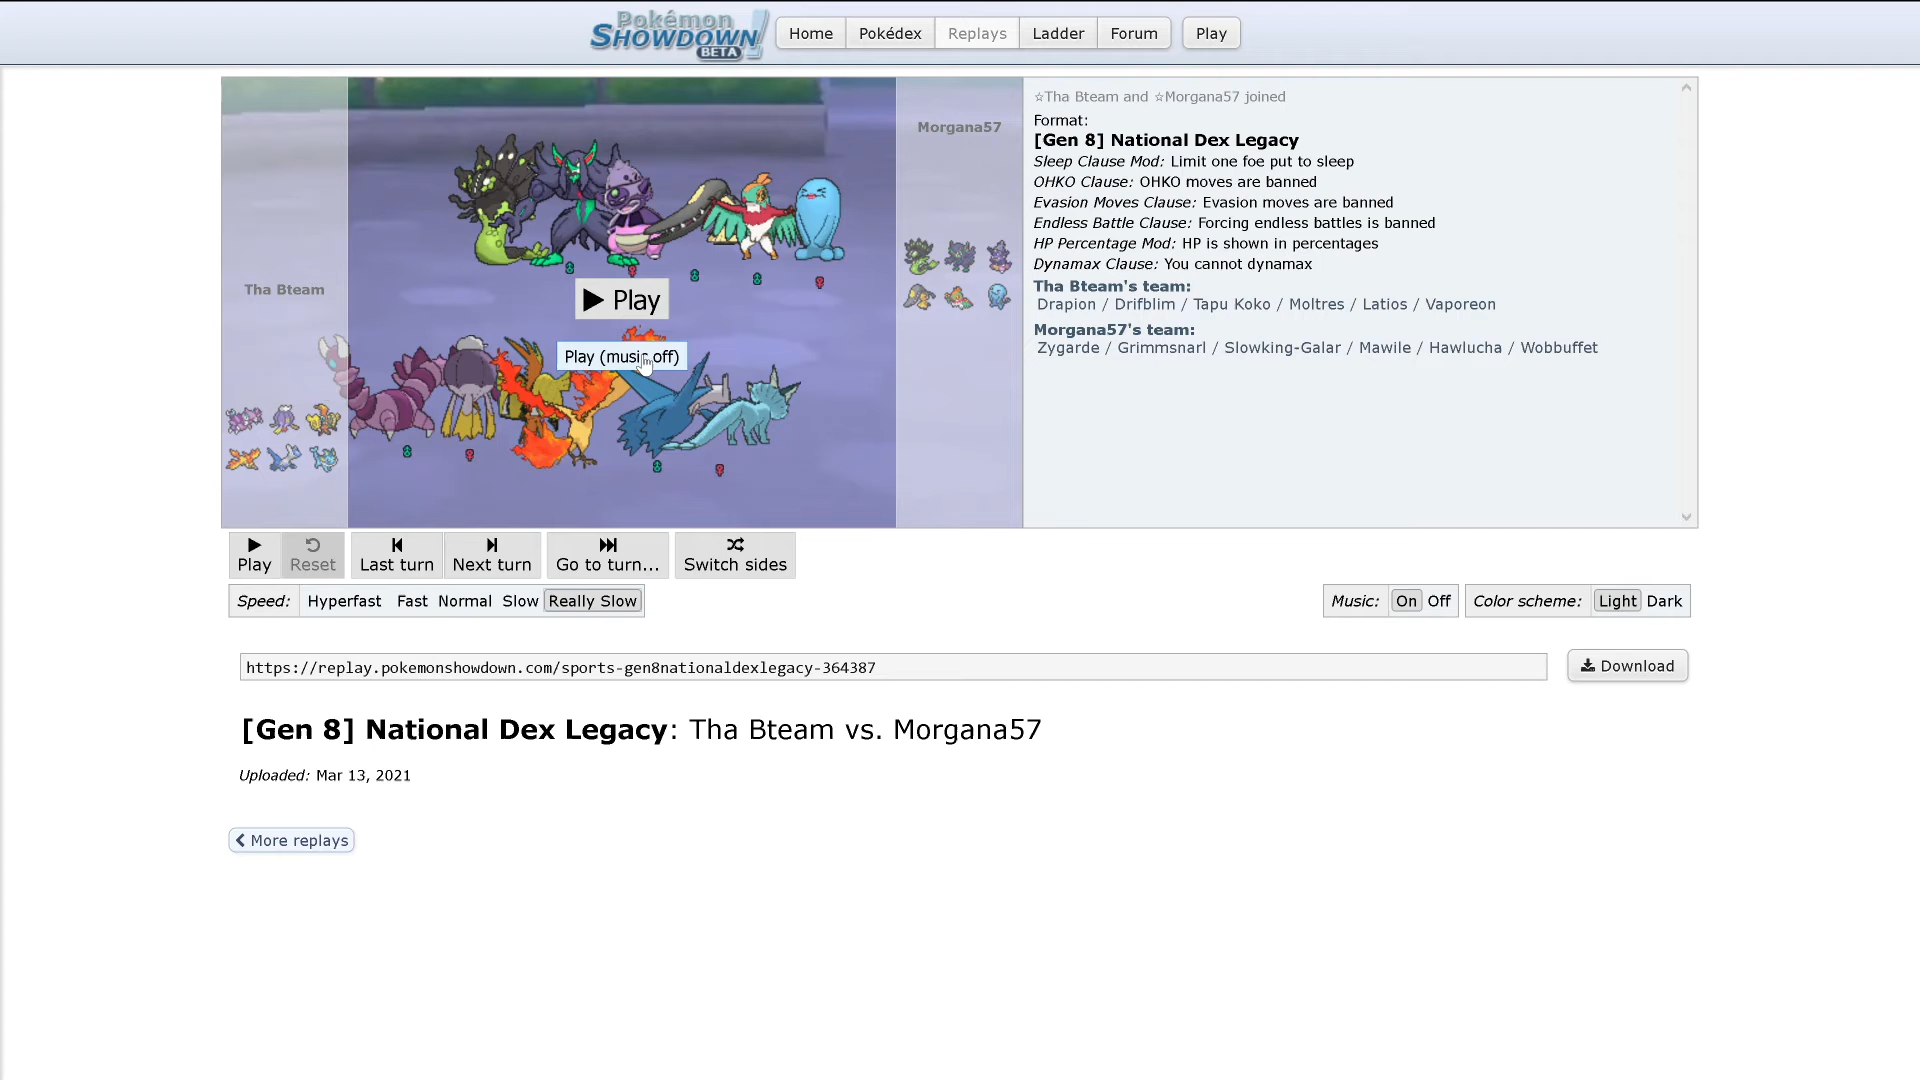 Pokémon
SHOWDOWN!
BETA
Home
Pokédex
Replays
Ladder
Forum
Play
Morgana57
Tha Bteam
Play
Play (music off)
☆Tha Bteam and ☆Morgana57 joined
Format:
[Gen 8] National Dex Legacy
Sleep Clause Mod: Limit one foe put to sleep
OHKO Clause: OHKO moves are banned
Evasion Moves Clause: Evasion moves are banned
Endless Battle Clause: Forcing endless battles is banned
HP Percentage Mod: HP is shown in percentages
Dynamax Clause: You cannot dynamax
Tha Bteam's team:
Drapion / Drifblim / Tapu Koko / Moltres / Latios / Vaporeon
Morgana57's team:
Zygarde / Grimmsnarl / Slowking-Galar / Mawile / Hawlucha / Wobbuffet
Play
Reset
Last turn
Next turn
Go to turn...
Switch sides
Speed: Hyperfast Fast Normal Slow Really Slow
Music: On Off
Color scheme: Light Dark
https://replay.pokemonshowdown.com/sports-gen8nationaldexlegacy-364387
Download
[Gen 8] National Dex Legacy: Tha Bteam vs. Morgana57
Uploaded: Mar 13, 2021
More replays